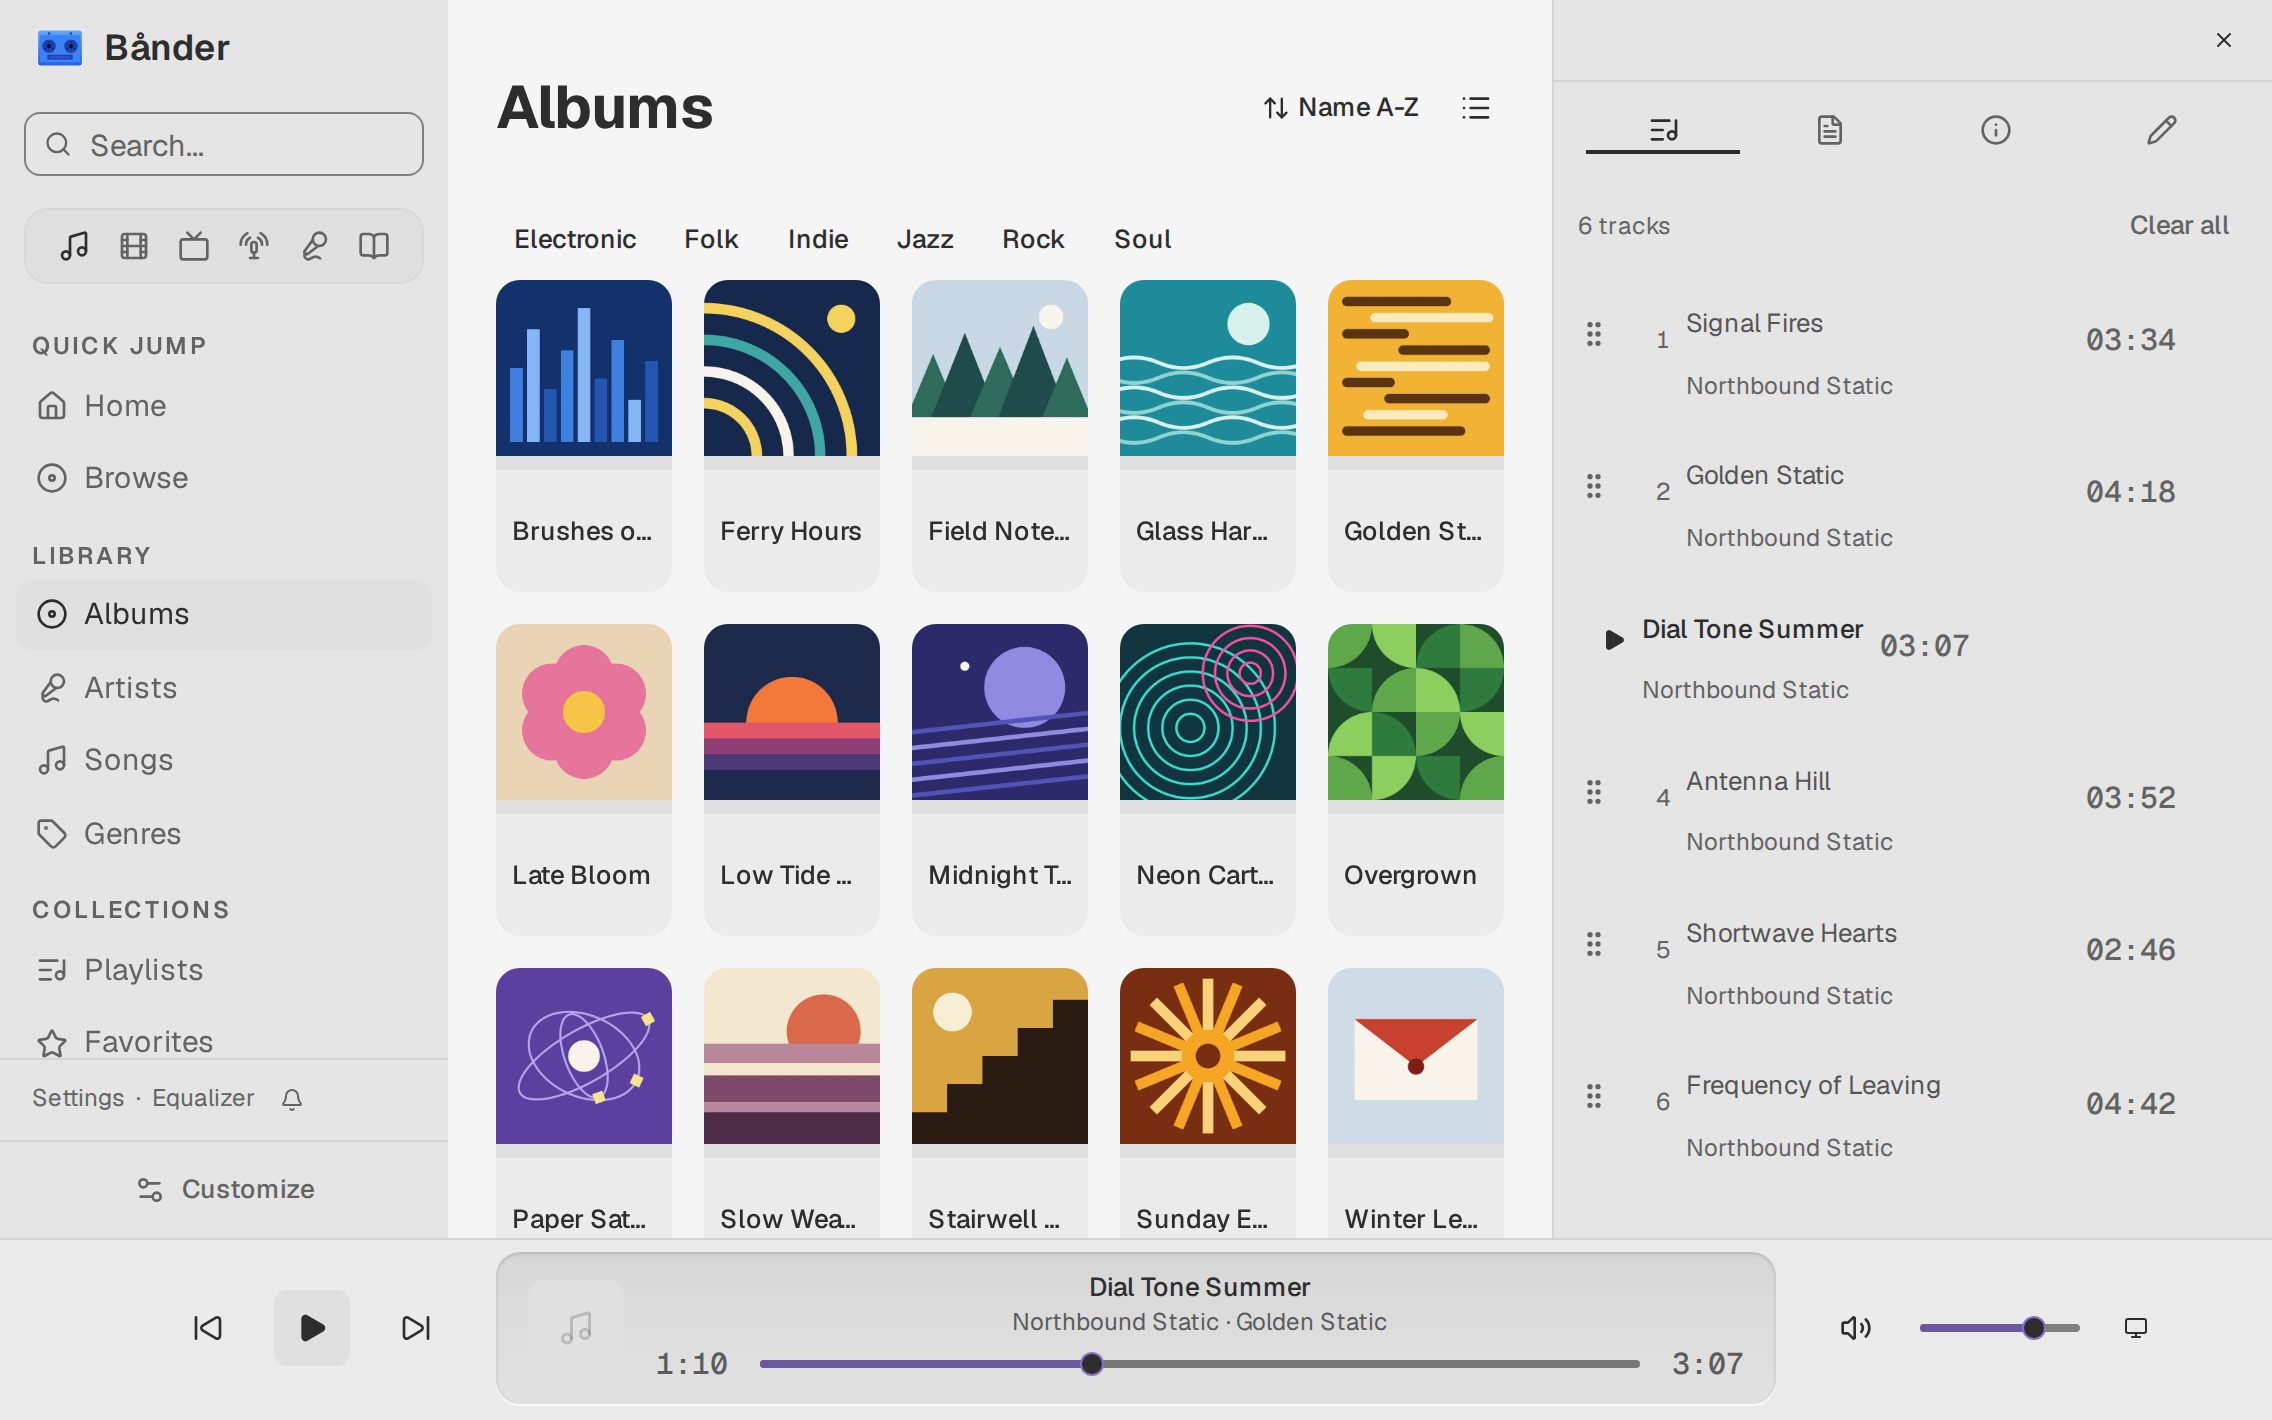 Bånder
Search…
QUICK JUMP
Home
Browse
LIBRARY
Albums
Artists
Songs
Genres
COLLECTIONS
Playlists
Favorites
Settings · Equalizer
Customize
Albums
Name A-Z
Electronic Folk Indie Jazz Rock Soul
Brushes o… Ferry Hours Field Note… Glass Har… Golden St…
Late Bloom Low Tide … Midnight T… Neon Cart… Overgrown
Paper Sat… Slow Wea… Stairwell … Sunday E… Winter Le…
6 tracks Clear all
1 Signal Fires 03:34
Northbound Static
2 Golden Static 04:18
Northbound Static
Dial Tone Summer 03:07
Northbound Static
4 Antenna Hill 03:52
Northbound Static
5 Shortwave Hearts 02:46
Northbound Static
6 Frequency of Leaving 04:42
Northbound Static
Dial Tone Summer
Northbound Static · Golden Static
1:10 3:07